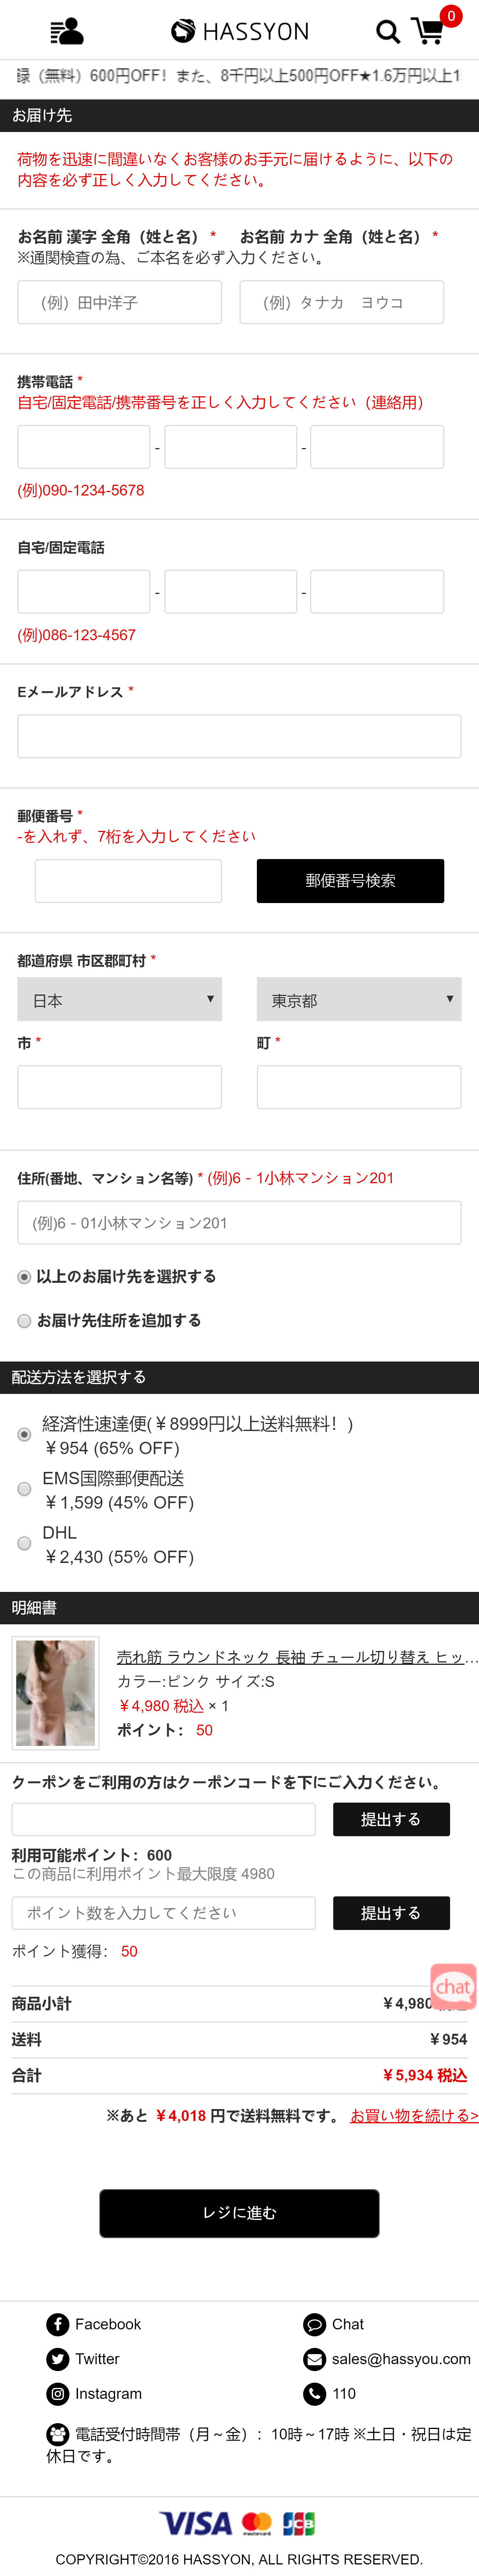 HASSYON
0
録（無料）600円OFF！また、8千円以上500円OFF★1.6万円以上1
お届け先
荷物を迅速に間違いなくお客様のお手元に届けるように、以下の
内容を必ず正しく入力してください。
お名前 漢字 全角（姓と名） * お名前 カナ 全角（姓と名） *
※通関検査の為、ご本名を必ず入力ください。
（例）田中洋子 （例）タナカ　ヨウコ
携帯電話 *
自宅/固定電話/携帯番号を正しく入力してください（連絡用）
- -
(例)090-1234-5678
自宅/固定電話
- -
(例)086-123-4567
Eメールアドレス *
郵便番号 *
-を入れず、7桁を入力してください
郵便番号検索
都道府県 市区郡町村 *
日本 ▼ 東京都 ▼
市 * 町 *
住所(番地、マンション名等) * (例)6 - 1小林マンション201
(例)6 - 01小林マンション201
以上のお届け先を選択する
お届け先住所を追加する
配送方法を選択する
経済性速達便(￥8999円以上送料無料！)
￥954 (65% OFF)
EMS国際郵便配送
￥1,599 (45% OFF)
DHL
￥2,430 (55% OFF)
明細書
売れ筋 ラウンドネック 長袖 チュール切り替え ヒッ...
カラー:ピンク サイズ:S
￥4,980 税込 × 1
ポイント： 50
クーポンをご利用の方はクーポンコードを下にご入力ください。
提出する
利用可能ポイント：600
この商品に利用ポイント最大限度 4980
ポイント数を入力してください 提出する
ポイント獲得： 50
chat
商品小計 ￥4,980
送料 ￥954
合計 ￥5,934 税込
※あと ￥4,018 円で送料無料です。 お買い物を続ける>
レジに進む
Facebook Chat
Twitter sales@hassyou.com
Instagram 110
電話受付時間帯（月～金）：10時～17時 ※土日・祝日は定
休日です。
VISA mastercard JCB
COPYRIGHT©2016 HASSYON, ALL RIGHTS RESERVED.